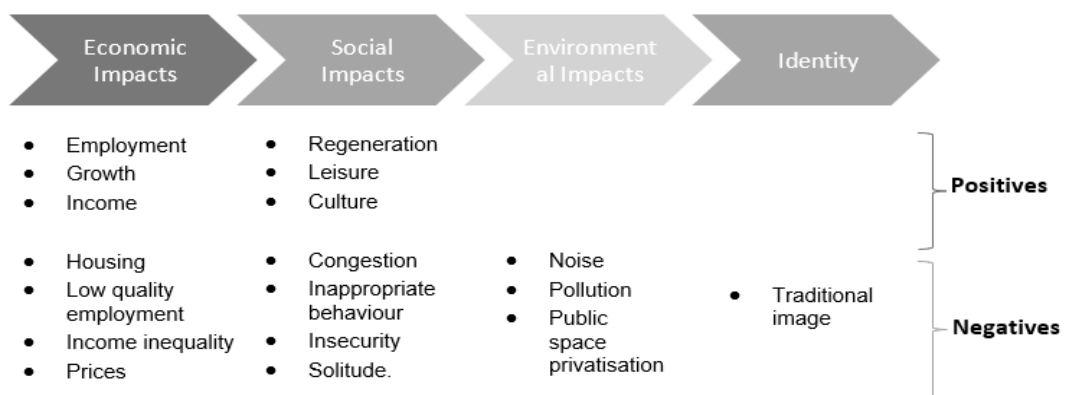 Economic
Impacts
Social
Impacts
Environment
al Impacts
Identity
● Employment
● Growth
● Income
● Regeneration
● Leisure
● Culture
Positives
● Housing
● Low quality
employment
● Income inequality
● Prices
● Congestion
● Inappropriate
behaviour
● Insecurity
● Solitude.
● Noise
● Pollution
● Public
space
privatisation
● Traditional
image
Negatives